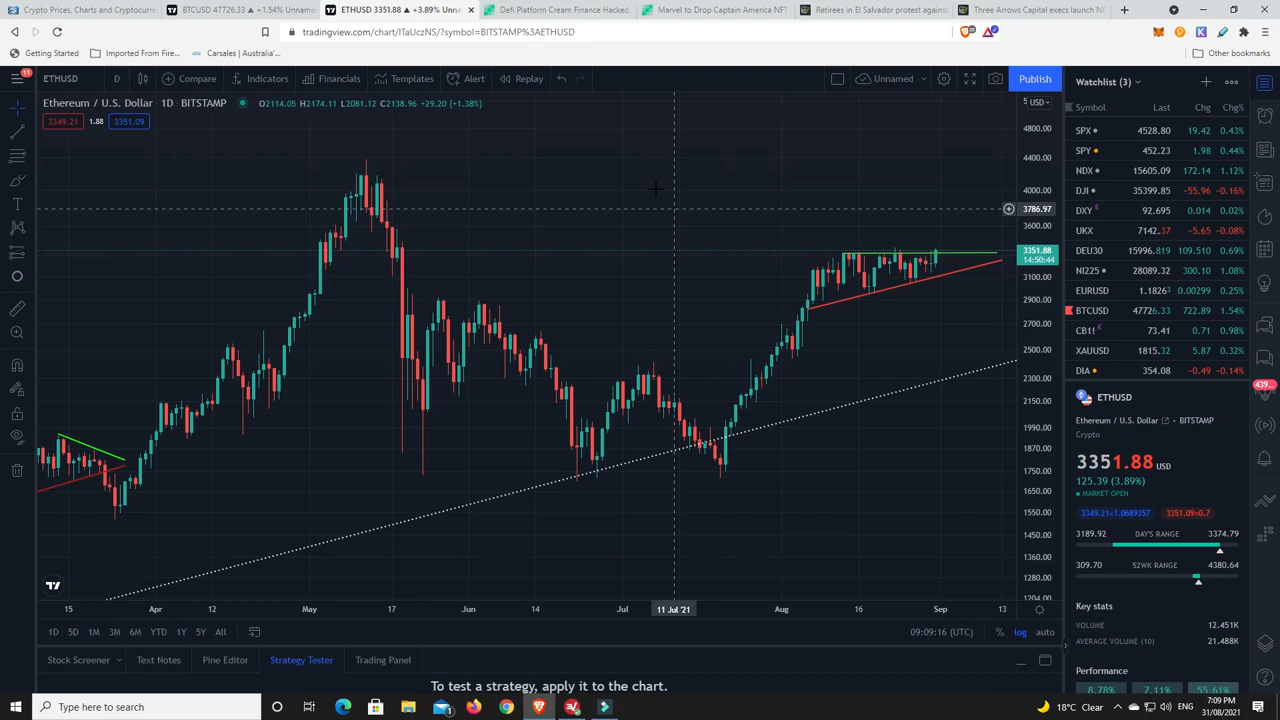 Crypto Prices, Charts and Cryptocurre
BTCUSD 47726.33 ▲ +1.54% Unname
ETHUSD 3351.88 ▲ +3.89% Unna
Defi Platform Cream Finance Hacked,
Marvel to Drop Captain America NFT
Retirees in El Salvador protest against
Three Arrows Capital execs launch NF
tradingview.com/chart/lTaUczNS/?symbol=BITSTAMP%3AETHUSD
Getting Started
Imported From Fire...
Carsales | Australia'...
Other bookmarks
11
ETHUSD
D
Compare
Indicators
Financials
Templates
Alert
Replay
Unnamed
Publish
Watchlist (3)
Ethereum / U.S. Dollar · 1D · BITSTAMP
O2114.05 H2174.11 L2081.12 C2138.96 +29.20 (+1.38%)
3349.21 1.88 3351.09
USD
4800.00
4400.00
4000.00
3786.97
3600.00
3351.88
14:50:44
3100.00
2900.00
2700.00
2500.00
2300.00
2150.00
1990.00
1870.00
1750.00
1650.00
1550.00
1450.00
1360.00
1280.00
1204.00
15 Apr 12 May 17 Jun 14 Jul 11 Jul '21 Aug 16 Sep 13
Symbol Last Chg Chg%
SPX 4528.80 19.42 0.43%
SPY 452.23 1.98 0.44%
NDX 15605.09 172.14 1.12%
DJI 35399.85 -55.96 -0.16%
DXY E 92.695 0.014 0.02%
UKX 7142.37 -5.65 -0.08%
DEU30 15996.819 109.510 0.69%
NI225 28089.32 300.10 1.08%
EURUSD 1.18263 0.00299 0.25%
BTCUSD 47726.33 722.89 1.54%
CB1! E 73.41 0.71 0.98%
XAUUSD 1815.32 5.87 0.32%
DIA 354.08 -0.49 -0.14%
439...
ETHUSD
Ethereum / U.S. Dollar · BITSTAMP
Crypto
3351.88 USD
125.39 (3.89%)
MARKET OPEN
3349.21×1.0689357 3351.09×0.7
3189.92 DAY'S RANGE 3374.79
309.70 52WK RANGE 4380.64
Key stats
VOLUME 12.451K
AVERAGE VOLUME (10) 21.488K
Performance
8.78% 7.11% 55.61%
1D 5D 1M 3M 6M YTD 1Y 5Y All
09:09:16 (UTC) % log auto
Stock Screener Text Notes Pine Editor Strategy Tester Trading Panel
To test a strategy, apply it to the chart.
Type here to search
18°C Clear
ENG
7:09 PM
31/08/2021